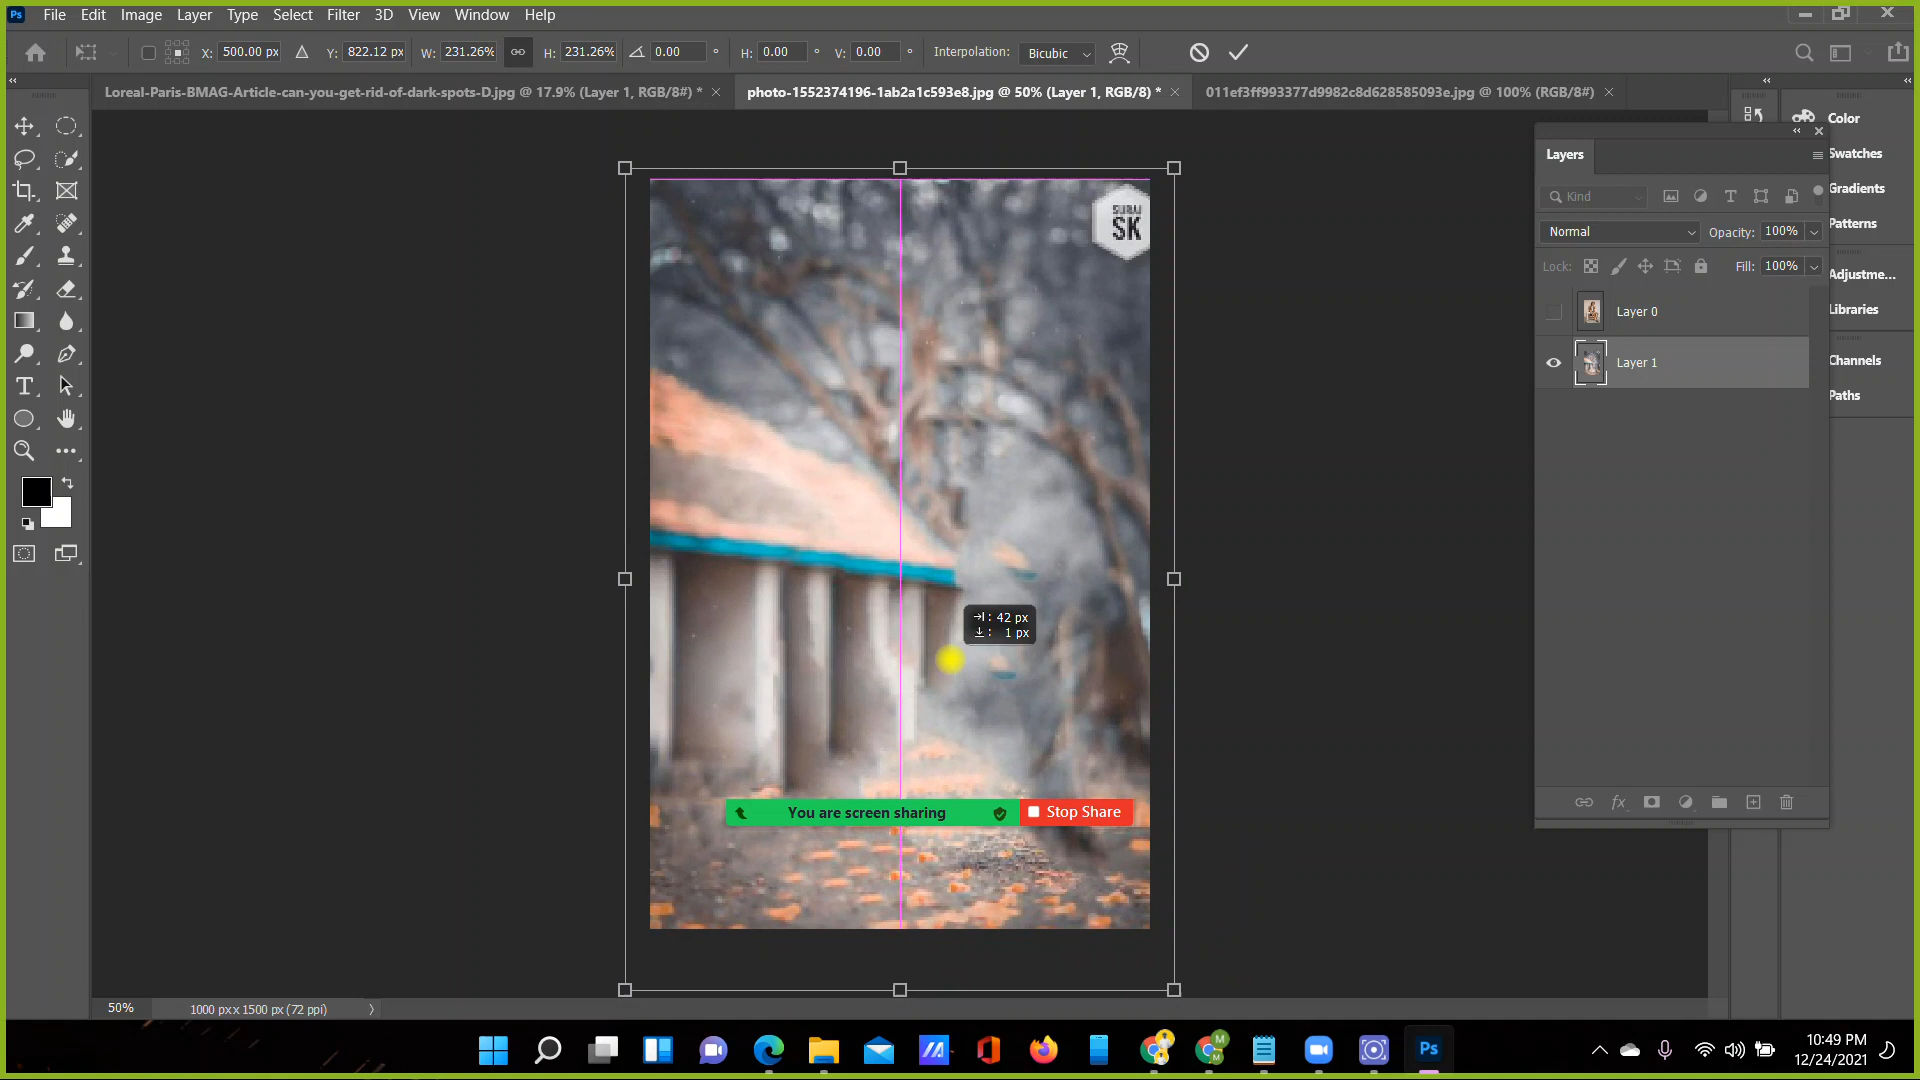 Ps File Edit Image Layer Type Select Filter 3D View Window Help
X: 500.00 px Y: 822.12 px W: 231.26% H: 231.26% 0.00 ° H: 0.00 ° V: 0.00 ° Interpolation: Bicubic
Loreal-Paris-BMAG-Article-can-you-get-rid-of-dark-spots-D.jpg @ 17.9% (Layer 1, RGB/8#) * photo-1552374196-1ab2a1c593e8.jpg @ 50% (Layer 1, RGB/8) * 011ef3ff993377d9982c8d628585093e.jpg @ 100% (RGB/8#)
Color
Swatches
Gradients
Patterns
Adjustme...
Libraries
Channels
Paths
Layers
Kind
Normal Opacity: 100%
Lock: Fill: 100%
Layer 0
Layer 1
SURAJ
SK
42 px
1 px
You are screen sharing Stop Share
50% 1000 px x 1500 px (72 ppi)
M
M
Ps
10:49 PM
12/24/2021